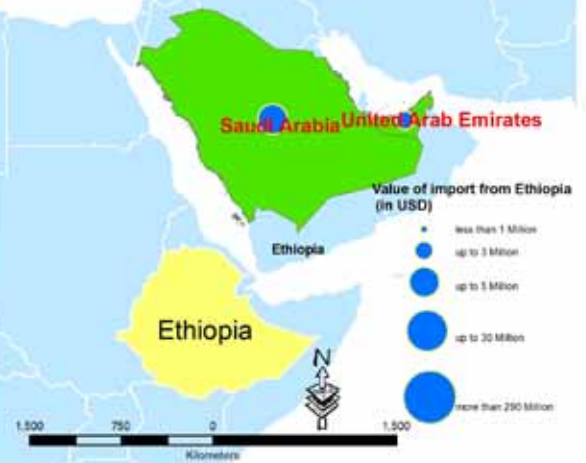 Saudi Arabia
United Arab Emirates
Value of import from Ethiopia
(in USD)
less than 1 Million
up to 3 Million
up to 5 Million
up to 30 Million
more than 290 Million
Ethiopia
Ethiopia
N
1,500 750 0 1,500
Kilometers